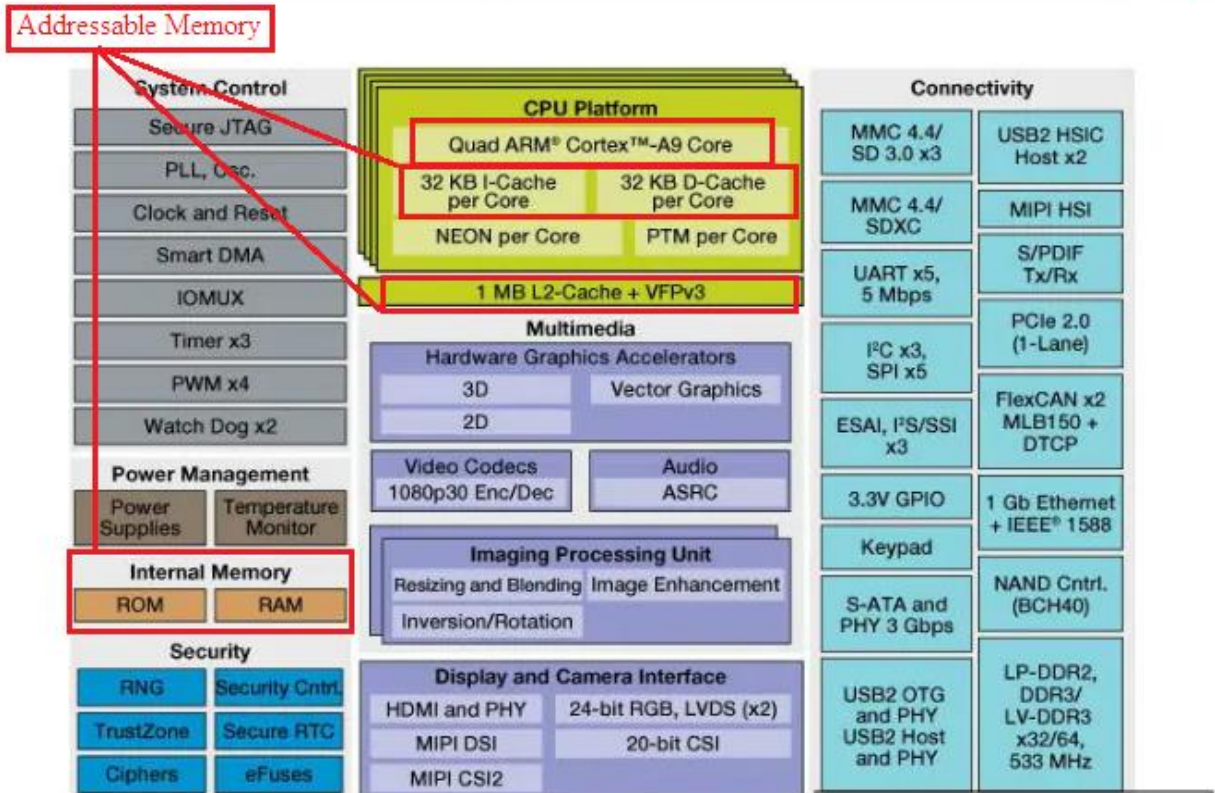 Addressable Memory
System Control
Secure JTAG
PLL, Osc.
Clock and Reset
Smart DMA
IOMUX
Timer x3
PWM x4
Watch Dog x2
Power Management
Power
Supplies
Temperature
Monitor
Internal Memory
ROM
RAM
Security
RNG
Security Cntrl.
TrustZone
Secure RTC
Ciphers
eFuses
CPU Platform
Quad ARM® Cortex™-A9 Core
32 KB I-Cache
per Core
32 KB D-Cache
per Core
NEON per Core
PTM per Core
1 MB L2-Cache + VFPv3
Multimedia
Hardware Graphics Accelerators
3D
Vector Graphics
2D
Video Codecs
1080p30 Enc/Dec
Audio
ASRC
Imaging Processing Unit
Resizing and Blending
Image Enhancement
Inversion/Rotation
Display and Camera Interface
HDMI and PHY
24-bit RGB, LVDS (x2)
MIPI DSI
20-bit CSI
MIPI CSI2
Connectivity
MMC 4.4/
SD 3.0 x3
MMC 4.4/
SDXC
UART x5,
5 Mbps
I²C x3,
SPI x5
ESAI, I²S/SSI
x3
3.3V GPIO
Keypad
S-ATA and
PHY 3 Gbps
USB2 OTG
and PHY
USB2 Host
and PHY
USB2 HSIC
Host x2
MIPI HSI
S/PDIF
Tx/Rx
PCIe 2.0
(1-Lane)
FlexCAN x2
MLB150 +
DTCP
1 Gb Ethernet
+ IEEE® 1588
NAND Cntrl.
(BCH40)
LP-DDR2,
DDR3/
LV-DDR3
x32/64,
533 MHz